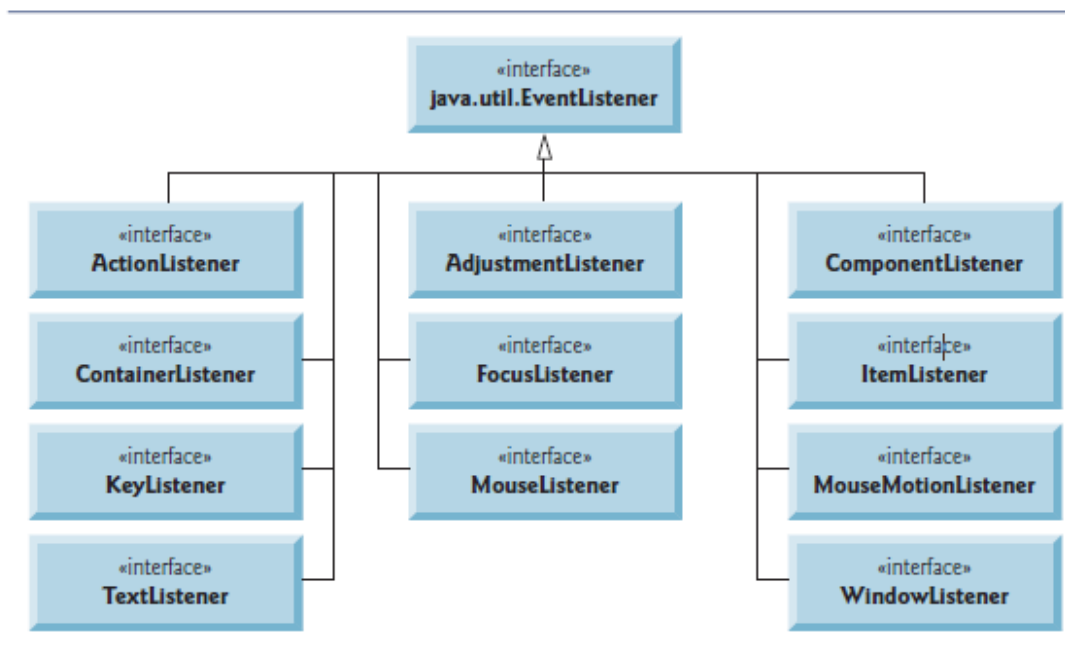 «interface»
java.util.EventListener
«interface»
ActionListener
«interface»
AdjustmentListener
«interface»
ComponentListener
«interface»
ContainerListener
«interface»
FocusListener
«interface»
ItemListener
«interface»
KeyListener
«interface»
MouseListener
«interface»
MouseMotionListener
«interface»
TextListener
«interface»
WindowListener